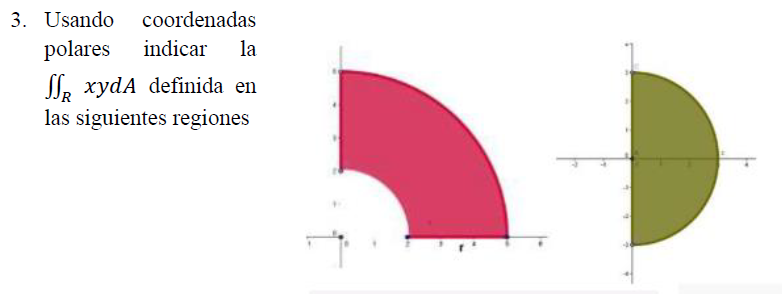 3. Usando coordenadas
polares indicar la
∬_R xydA definida en
las siguientes regiones